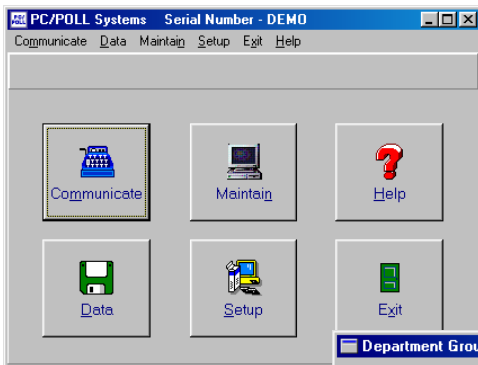 PC/POLL Systems Serial Number - DEMO
Communicate Data Maintain Setup Exit Help
Communicate Maintain Help
Data Setup Exit
Department Grou